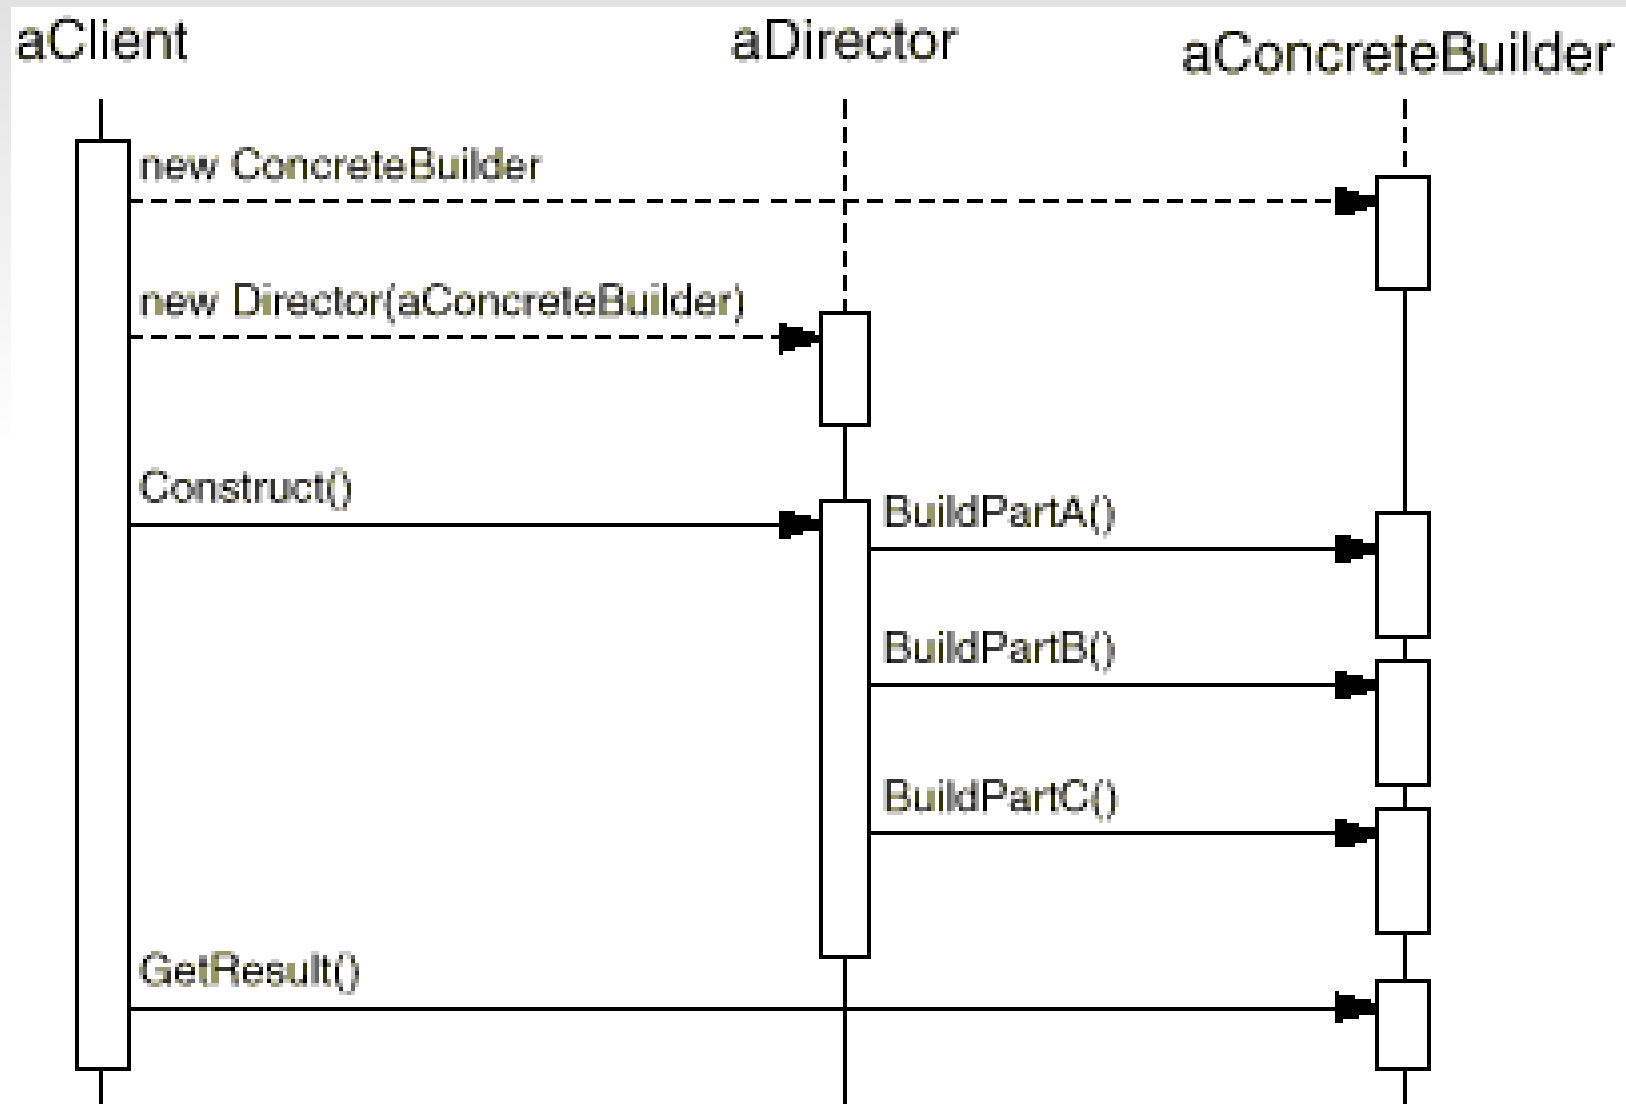 aClient
aDirector
aConcreteBuilder
new ConcreteBuilder
new Director(aConcreteBuilder)
Construct()
BuildPartA()
BuildPartB()
BuildPartC()
GetResult()